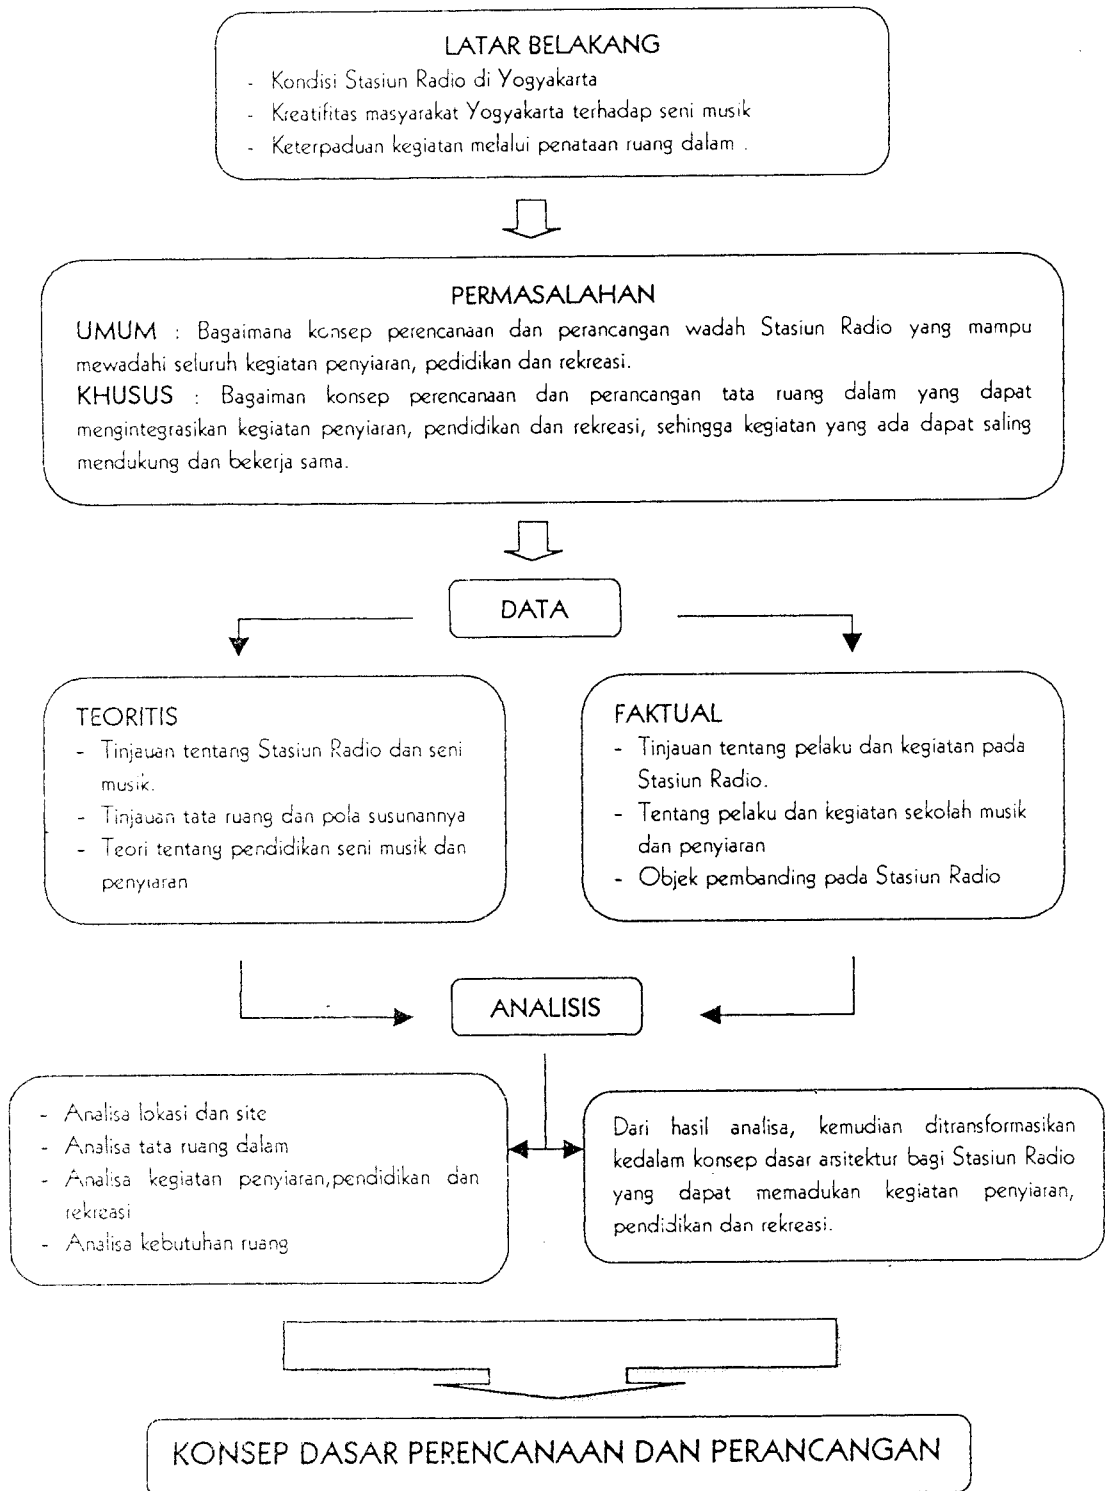 LATAR BELAKANG
- Kondisi Stasiun Radio di Yogyakarta
- Kreatifitas masyarakat Yogyakarta terhadap seni musik
- Keterpaduan kegiatan melalui penataan ruang dalam .
PERMASALAHAN
UMUM : Bagaimana konsep perencanaan dan perancangan wadah Stasiun Radio yang mampu
mewadahi seluruh kegiatan penyiaran, pedidikan dan rekreasi.
KHUSUS : Bagaiman konsep perencanaan dan perancangan tata ruang dalam yang dapat
mengintegrasikan kegiatan penyiaran, pendidikan dan rekreasi, sehingga kegiatan yang ada dapat saling
mendukung dan bekerja sama.
DATA
TEORITIS
- Tinjauan tentang Stasiun Radio dan seni
musik.
- Tinjauan tata ruang dan pola susunannya
- Teori tentang pendidikan seni musik dan
penyiaran
FAKTUAL
- Tinjauan tentang pelaku dan kegiatan pada
Stasiun Radio.
- Tentang pelaku dan kegiatan sekolah musik
dan penyiaran
- Objek pembanding pada Stasiun Radio
ANALISIS
- Analisa lokasi dan site
- Analisa tata ruang dalam
- Analisa kegiatan penyiaran,pendidikan dan
rekreasi
- Analisa kebutuhan ruang
Dari hasil analisa, kemudian ditransformasikan
kedalam konsep dasar arsitektur bagi Stasiun Radio
yang dapat memadukan kegiatan penyiaran,
pendidikan dan rekreasi.
KONSEP DASAR PERENCANAAN DAN PERANCANGAN